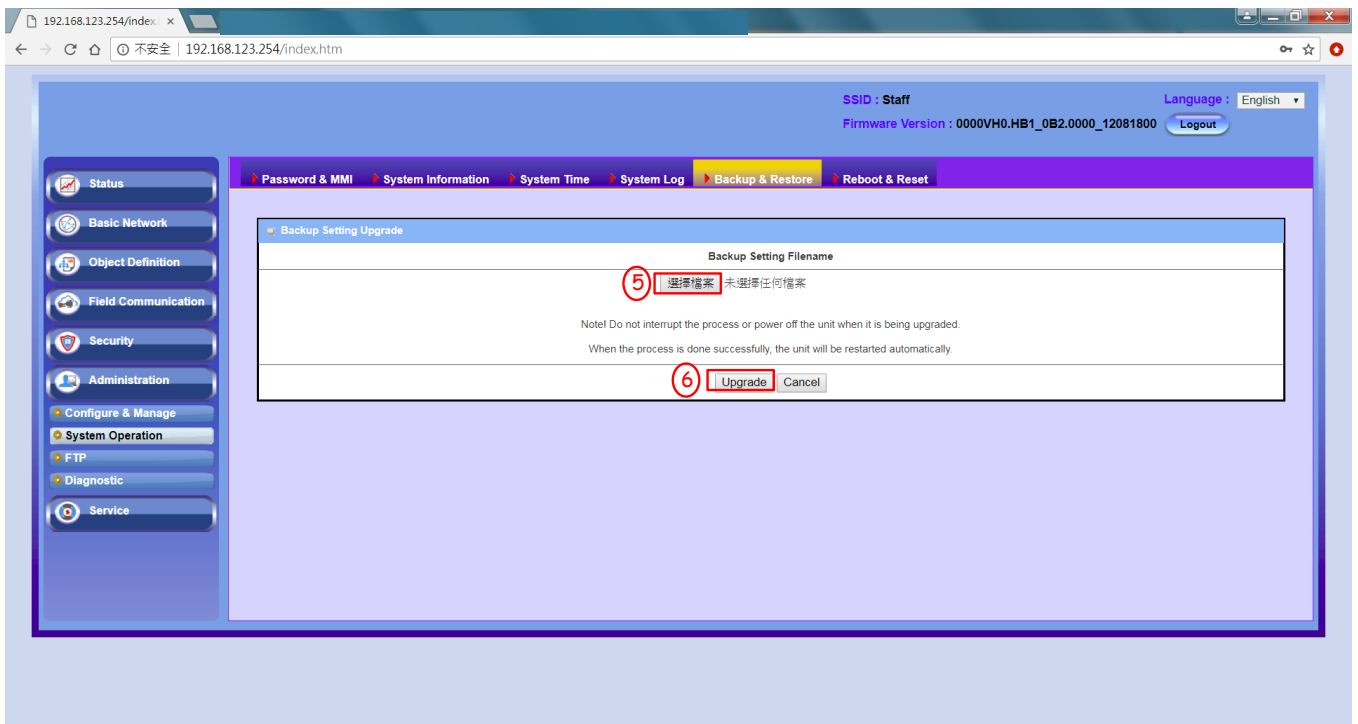 192.168.123.254/index.
不安全 | 192.168.123.254/index.htm
SSID : Staff
Language : English
Firmware Version : 0000VH0.HB1_0B2.0000_12081800
Logout
Password & MMI System Information System Time System Log Backup & Restore Reboot & Reset
Status
Basic Network
Object Definition
Field Communication
Security
Administration
Configure & Manage
System Operation
FTP
Diagnostic
Service
Backup Setting Upgrade
Backup Setting Filename
5 選擇檔案 未選擇任何檔案
Note! Do not interrupt the process or power off the unit when it is being upgraded.
When the process is done successfully, the unit will be restarted automatically.
6 Upgrade Cancel